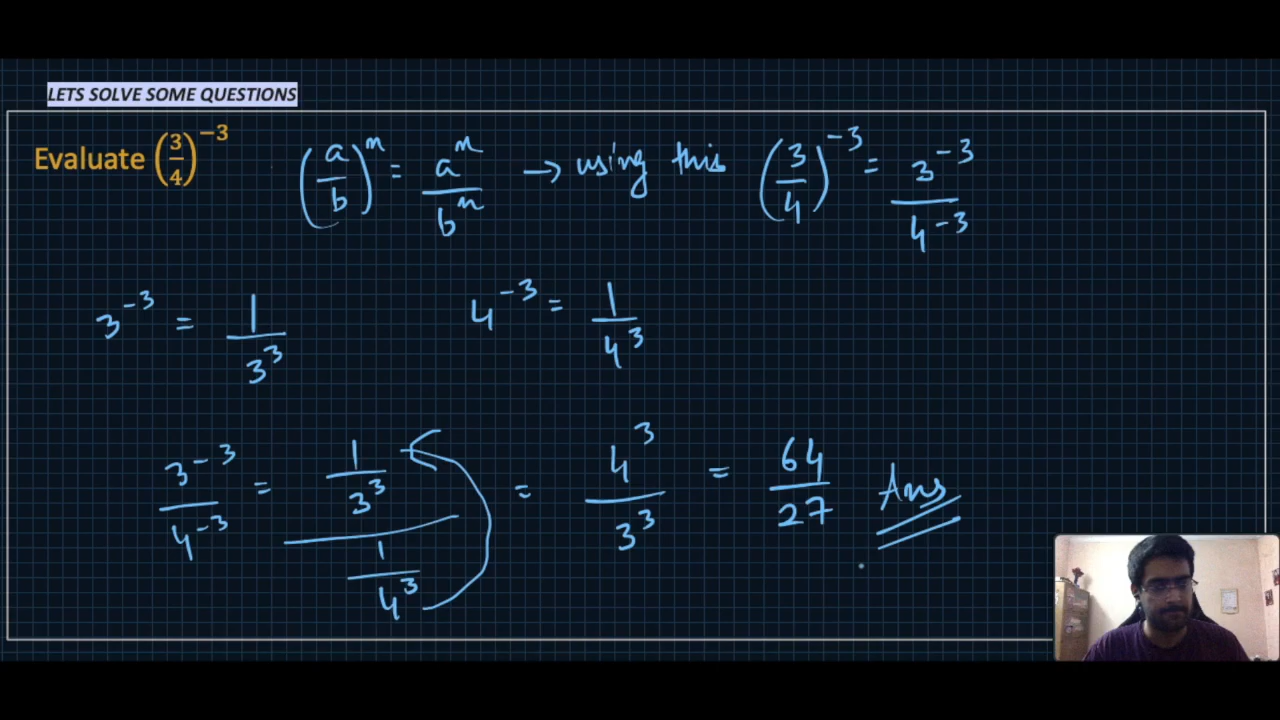 LETS SOLVE SOME QUESTIONS
Evaluate (3/4)^−3 (a/b)^n = a^n/b^n → using this (3/4)^-3 = 3^-3/4^-3
3^-3 = 1/3^3 4^-3 = 1/4^3
3^-3/4^-3 = (1/3^3)/(1/4^3) = 4^3/3^3 = 64/27 Ans